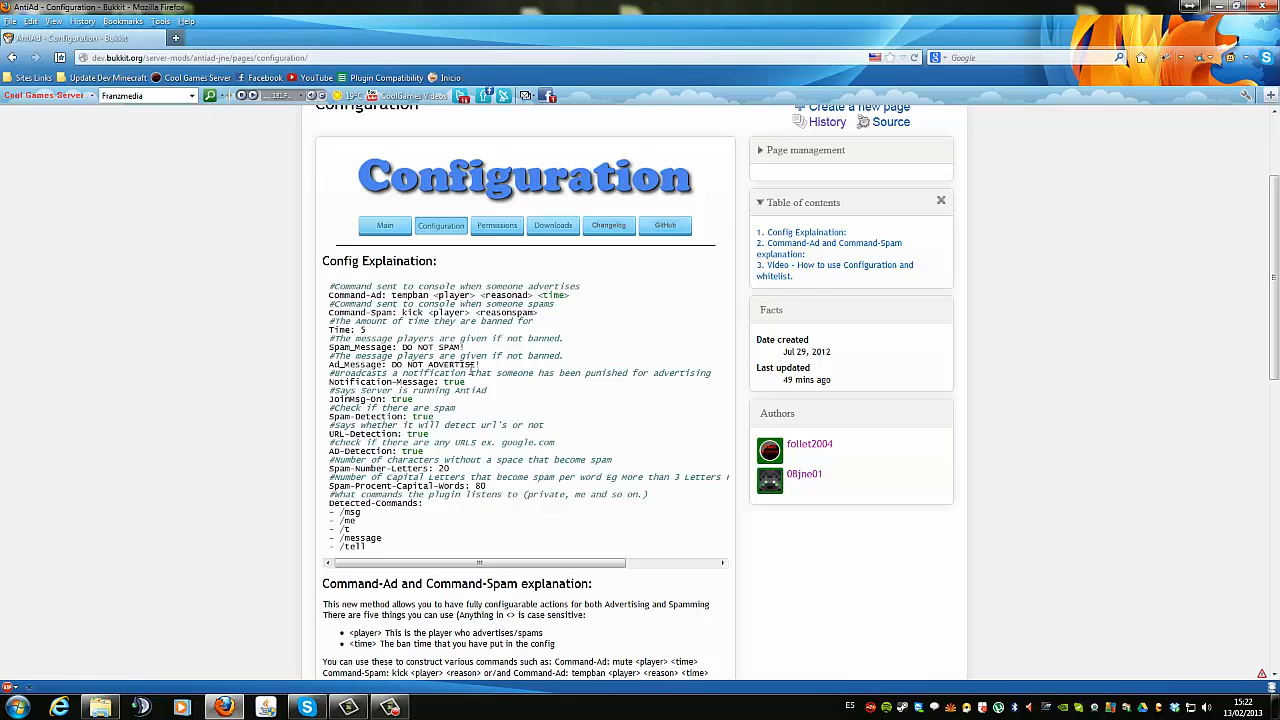 AntiAd - Configuration - Bukkit - Mozilla Firefox
File Edit View History Bookmarks Tools Help
AntiAd - Configuration - Bukkit
dev.bukkit.org/server-mods/antiad-jne/pages/configuration/
Google
Sites Links Update Dev Minecraft Cool Games Server Facebook YouTube Plugin Compatibility Inicio
Cool Games Server Franzmedia 19°C CoolGames Videos
Configuration
Create a new page
History Source
Configuration
Main Configuration Permissions Downloads Changelog GitHub
Config Explaination:
#Command sent to console when someone advertises
Command-Ad: tempban <player> <reasonad> <time>
#Command sent to console when someone spams
Command-Spam: kick <player> <reasonspam>
#The Amount of time they are banned for
Time: 5
#The message players are given if not banned.
Spam_Message: DO NOT SPAM!
#The message players are given if not banned.
Ad_Message: DO NOT ADVERTISE!
#Broadcasts a notification that someone has been punished for advertising
Notification-Message: true
#Says Server is running AntiAd
JoinMsg-On: true
#Check if there are spam
Spam-Detection: true
#Says whether it will detect url's or not
URL-Detection: true
#check if there are any URLS ex. google.com
AD-Detection: true
#Number of characters without a space that become spam
Spam-Number-Letters: 20
#Number of Capital Letters that become spam per word Eg More than 3 Letters
Spam-Procent-Capital-Words: 80
#What commands the plugin listens to (private, me and so on.)
Detected-Commands:
- /msg
- /me
- /t
- /message
- /tell
Command-Ad and Command-Spam explanation:
This new method allows you to have fully configuarable actions for both Advertising and Spamming
There are five things you can use (Anything in <> is case sensitive:
• <player> This is the player who advertises/spams
• <time> The ban time that you have put in the config
You can use these to construct various commands such as: Command-Ad: mute <player> <time>
Command-Spam: kick <player> <reason> or/and Command-Ad: tempban <player> <reason> <time>
Page management
Table of contents
1. Config Explaination:
2. Command-Ad and Command-Spam
explanation:
3. Video - How to use Configuration and
whitelist.
Facts
Date created
Jul 29, 2012
Last updated
49 mins ago
Authors
follet2004
08jne01
ES
15:22
13/02/2013